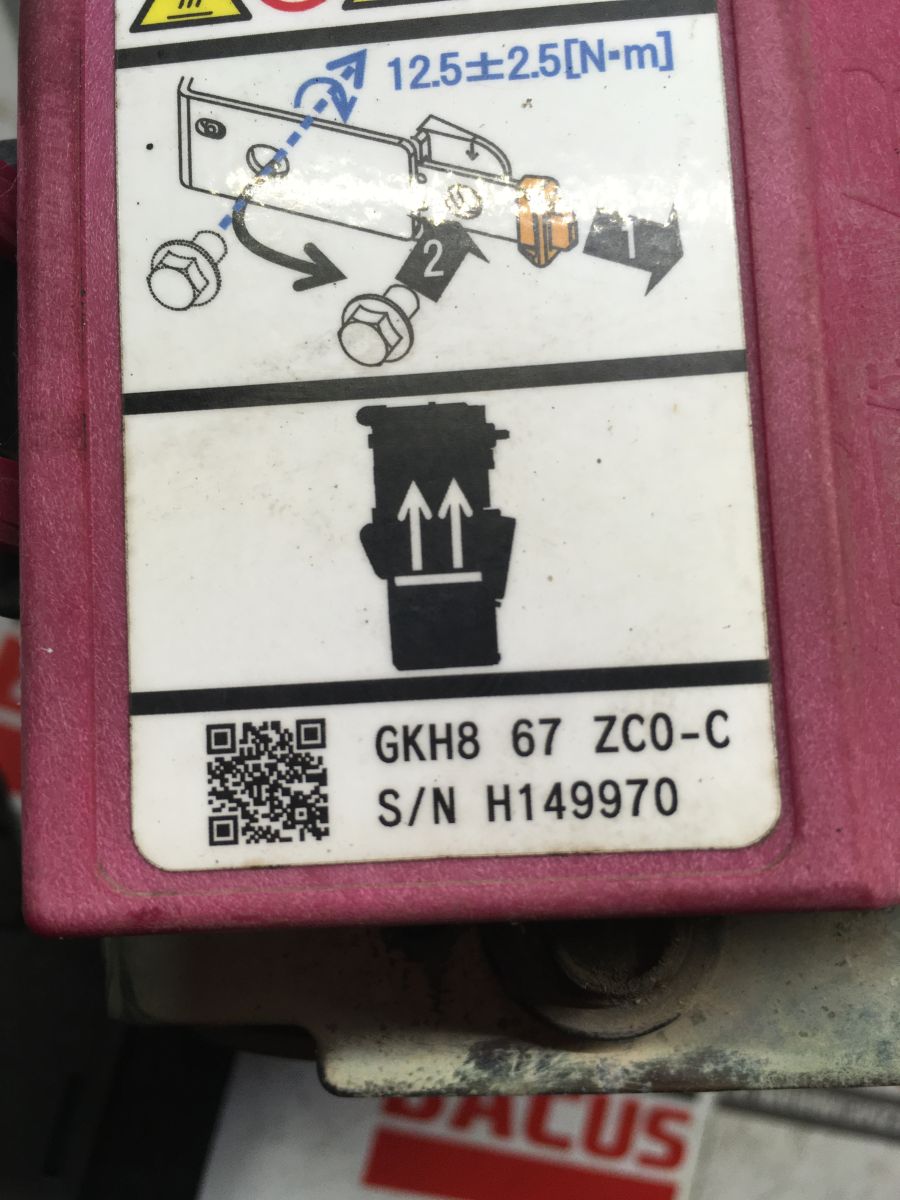 12.5±2.5[N·m]
1
2
GKH8 67 ZC0-C
S/N H149970
DACUS